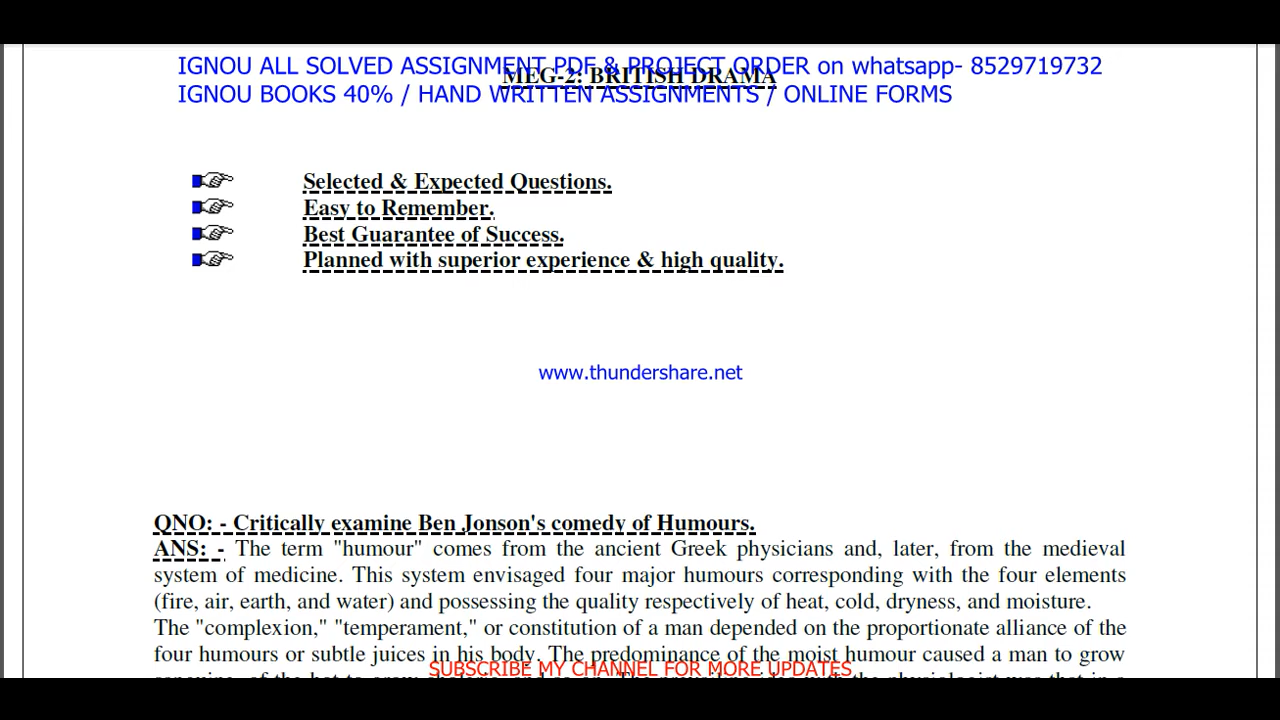 IGNOU ALL SOLVED ASSIGNMENT PDF & PROJECT ORDER on whatsapp- 8529719732
MEG-2: BRITISH DRAMA
IGNOU BOOKS 40% / HAND WRITTEN ASSIGNMENTS / ONLINE FORMS
Selected & Expected Questions.
Easy to Remember.
Best Guarantee of Success.
Planned with superior experience & high quality.
www.thundershare.net
QNO: - Critically examine Ben Jonson's comedy of Humours.
ANS: - The term "humour" comes from the ancient Greek physicians and, later, from the medieval
system of medicine. This system envisaged four major humours corresponding with the four elements
(fire, air, earth, and water) and possessing the quality respectively of heat, cold, dryness, and moisture.
The "complexion," "temperament," or constitution of a man depended on the proportionate alliance of the
four humours or subtle juices in his body. The predominance of the moist humour caused a man to grow
SUBSCRIBE MY CHANNEL FOR MORE UPDATES